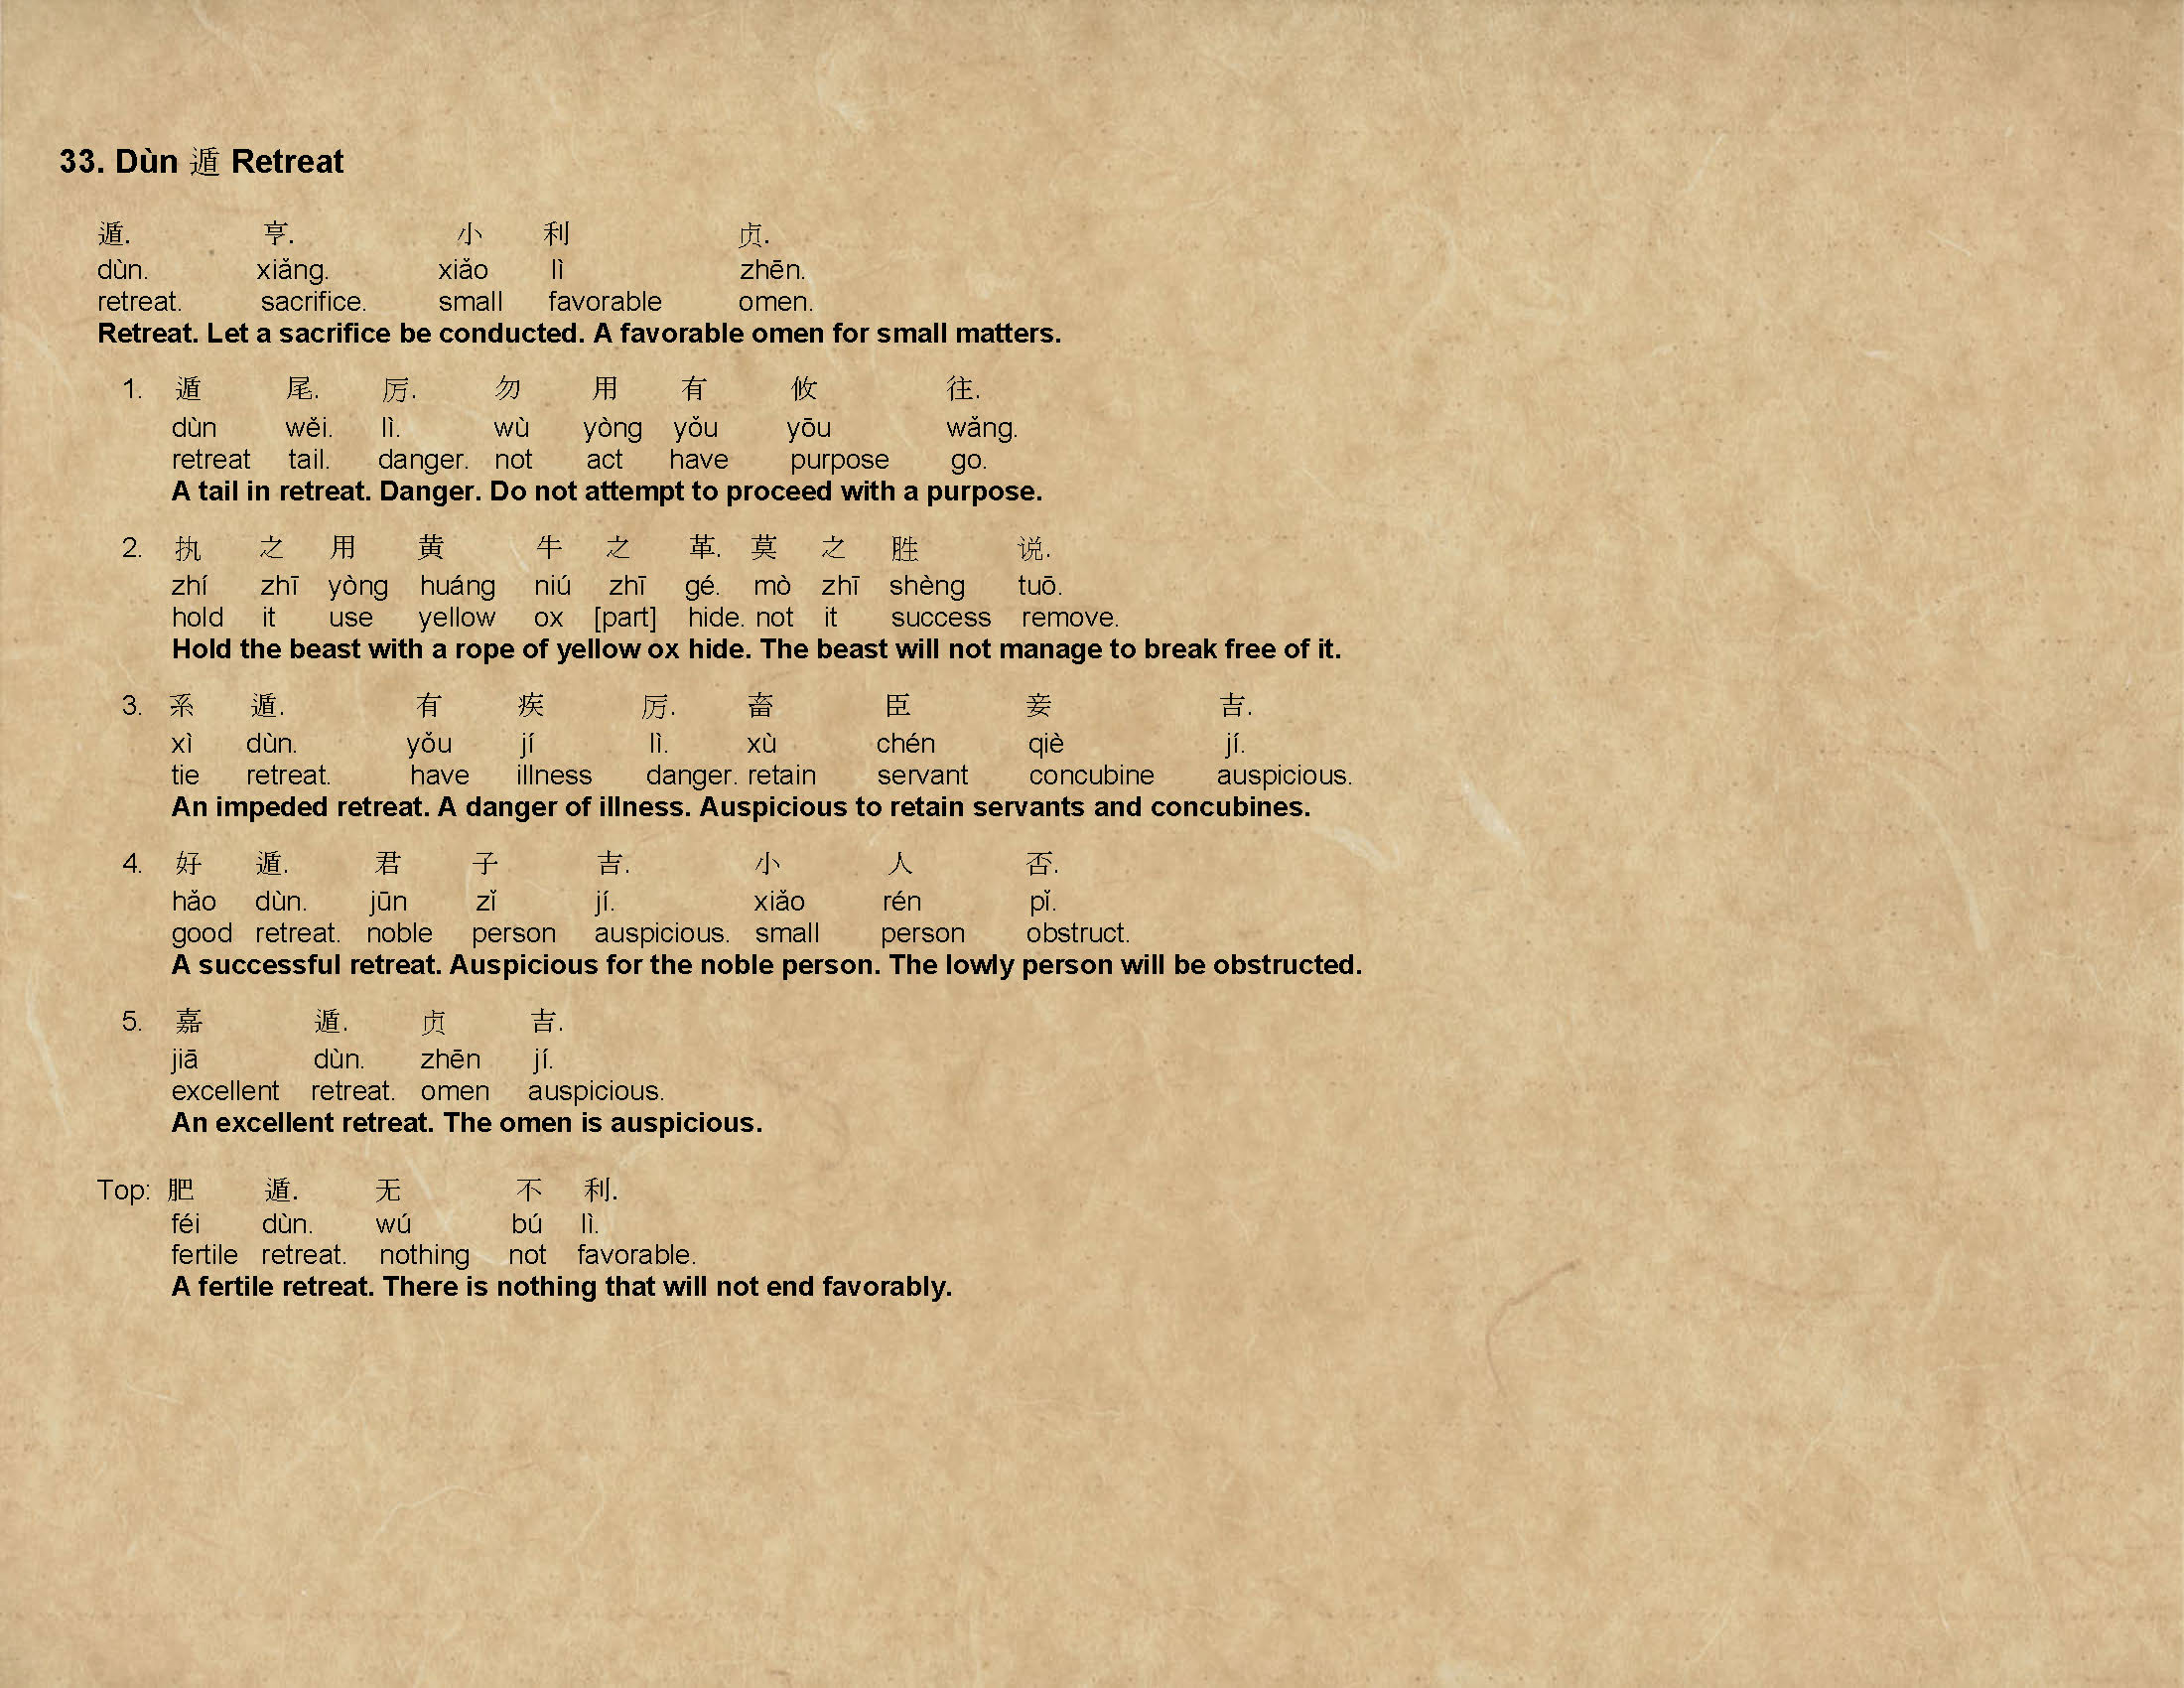 33. Dùn 遁 Retreat
遁. 亨. 小 利 贞.
dùn. xiǎng. xiǎo lì zhēn.
retreat. sacrifice. small favorable omen.
Retreat. Let a sacrifice be conducted. A favorable omen for small matters.
1. 遁 尾. 厉. 勿 用 有 攸 往.
dùn wěi. lì. wù yòng yǒu yōu wǎng.
retreat tail. danger. not act have purpose go.
A tail in retreat. Danger. Do not attempt to proceed with a purpose.
2. 执 之 用 黄 牛 之 革. 莫 之 胜 说.
zhí zhī yòng huáng niú zhī gé. mò zhī shèng tuō.
hold it use yellow ox [part] hide. not it success remove.
Hold the beast with a rope of yellow ox hide. The beast will not manage to break free of it.
3. 系 遁. 有 疾 厉. 畜 臣 妾 吉.
xì dùn. yǒu jí lì. xù chén qiè jí.
tie retreat. have illness danger. retain servant concubine auspicious.
An impeded retreat. A danger of illness. Auspicious to retain servants and concubines.
4. 好 遁. 君 子 吉. 小 人 否.
hǎo dùn. jūn zǐ jí. xiǎo rén pǐ.
good retreat. noble person auspicious. small person obstruct.
A successful retreat. Auspicious for the noble person. The lowly person will be obstructed.
5. 嘉 遁. 贞 吉.
jiā dùn. zhēn jí.
excellent retreat. omen auspicious.
An excellent retreat. The omen is auspicious.
Top: 肥 遁. 无 不 利.
féi dùn. wú bú lì.
fertile retreat. nothing not favorable.
A fertile retreat. There is nothing that will not end favorably.